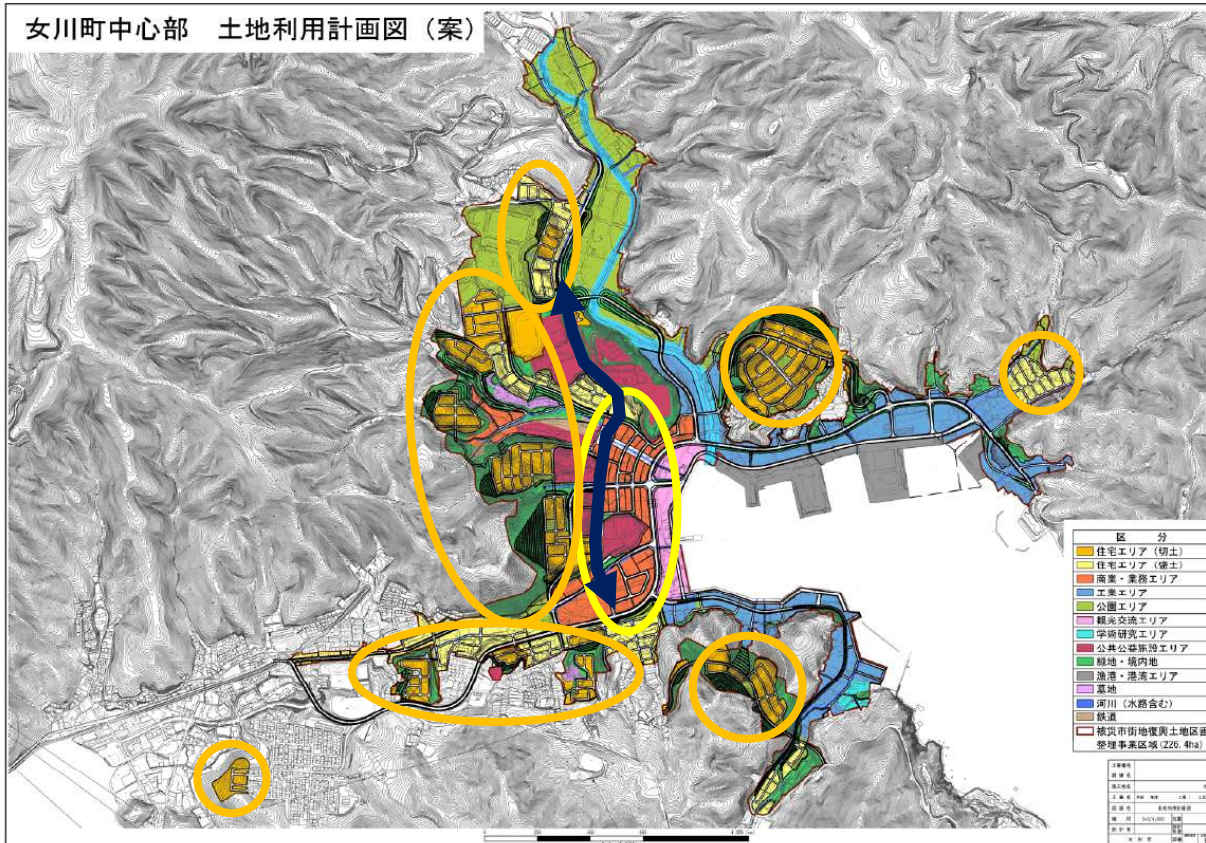 女川町中心部　土地利用計画図（案）
区　分
住宅エリア（切土）
住宅エリア（盛土）
商業・業務エリア
工業エリア
公園エリア
観光交流エリア
学術研究エリア
公共公益施設エリア
緑地・境内地
漁港・港湾エリア
墓地
河川（水路含む）
鉄道
被災市街地復興土地区画
整理事業区域(226.4ha)